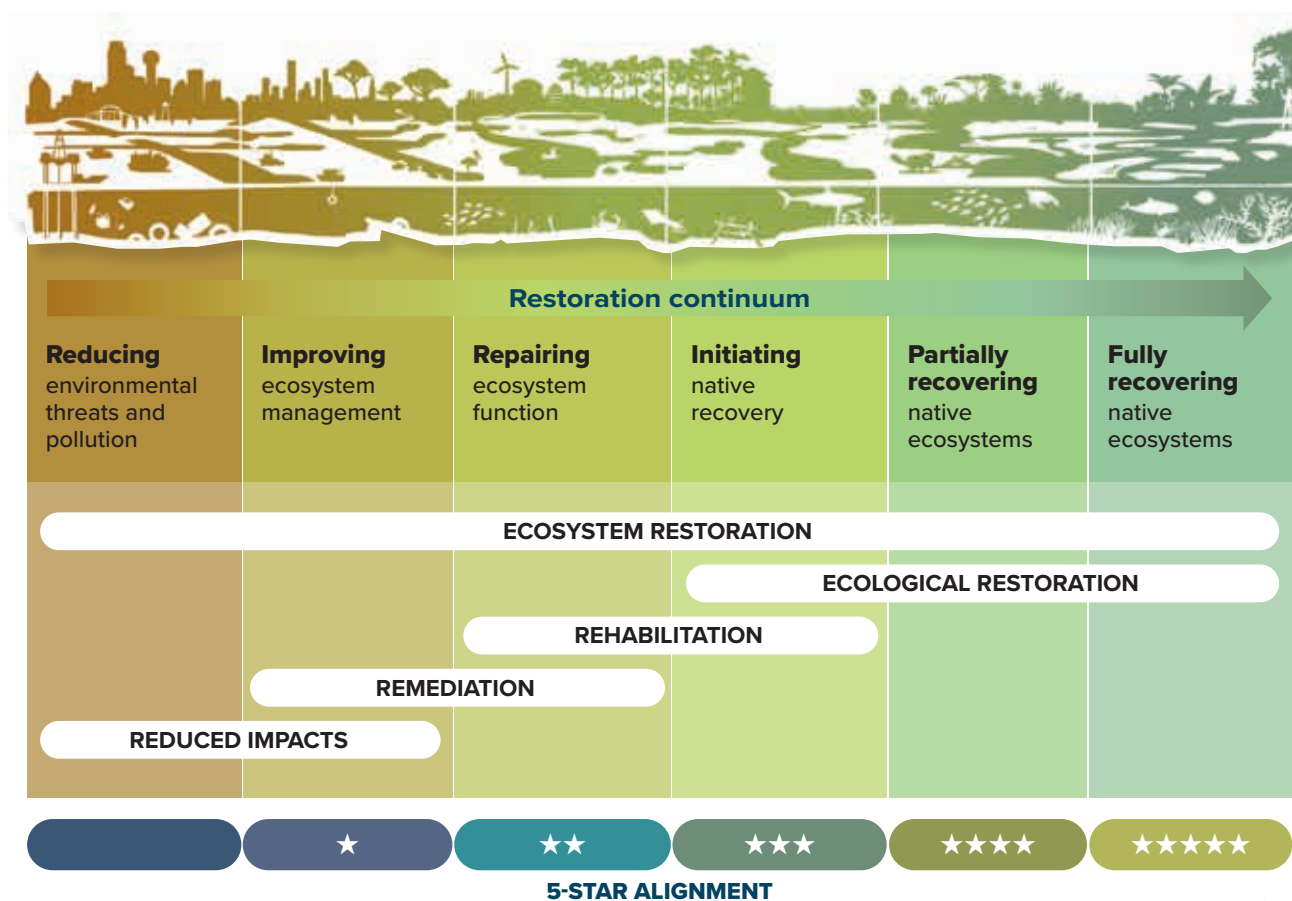 Restoration continuum
Reducing
environmental
threats and
pollution
Improving
ecosystem
management
Repairing
ecosystem
function
Initiating
native
recovery
Partially
recovering
native
ecosystems
Fully
recovering
native
ecosystems
ECOSYSTEM RESTORATION
ECOLOGICAL RESTORATION
REHABILITATION
REMEDIATION
REDUCED IMPACTS
★
★★
★★★
★★★★
★★★★★
5-STAR ALIGNMENT